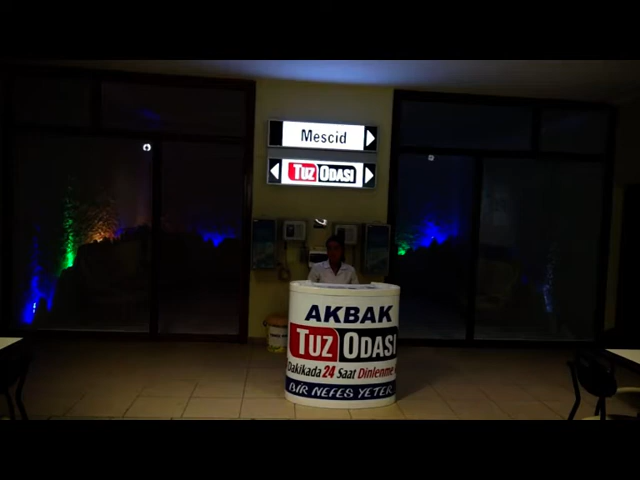 Mescid
TUZ ODASI
AKBAK
TUZ ODASI
Dakikada 24 Saat Dinlenme
BİR NEFES YETER